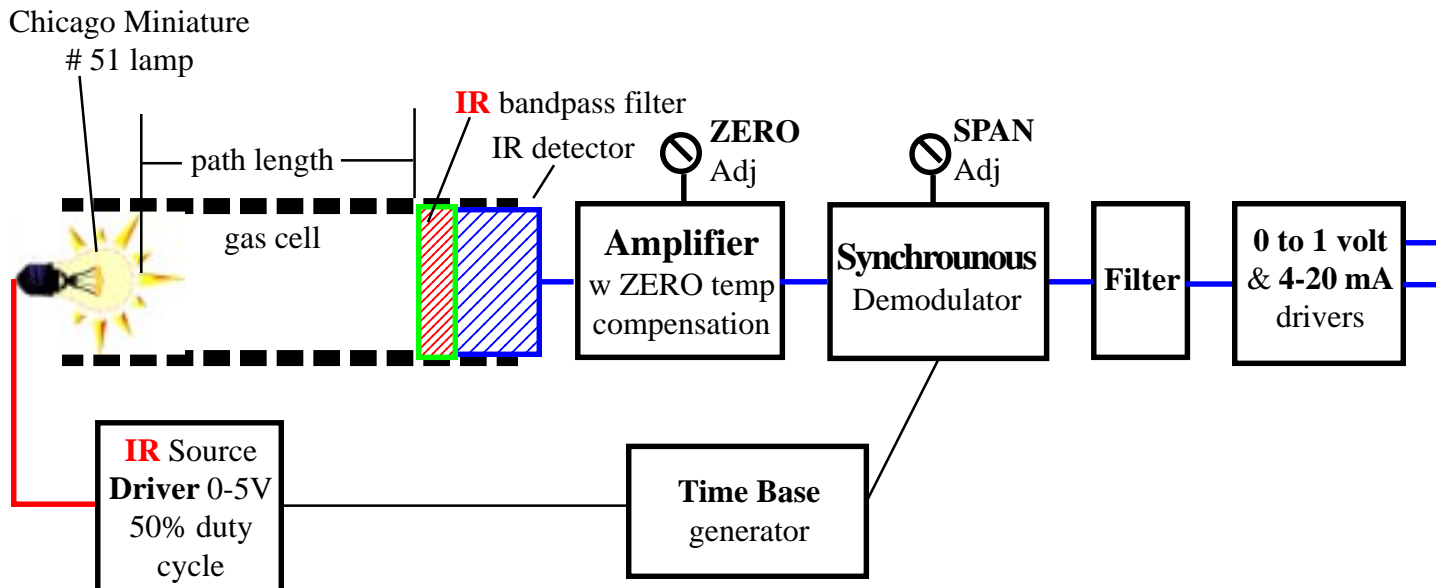 Chicago Miniature
# 51 lamp
IR bandpass filter
IR detector
path length
gas cell
ZERO
Adj
SPAN
Adj
Amplifier
w ZERO temp
compensation
Synchrounous
Demodulator
Filter
0 to 1 volt
& 4-20 mA
drivers
IR Source
Driver 0-5V
50% duty
cycle
Time Base
generator